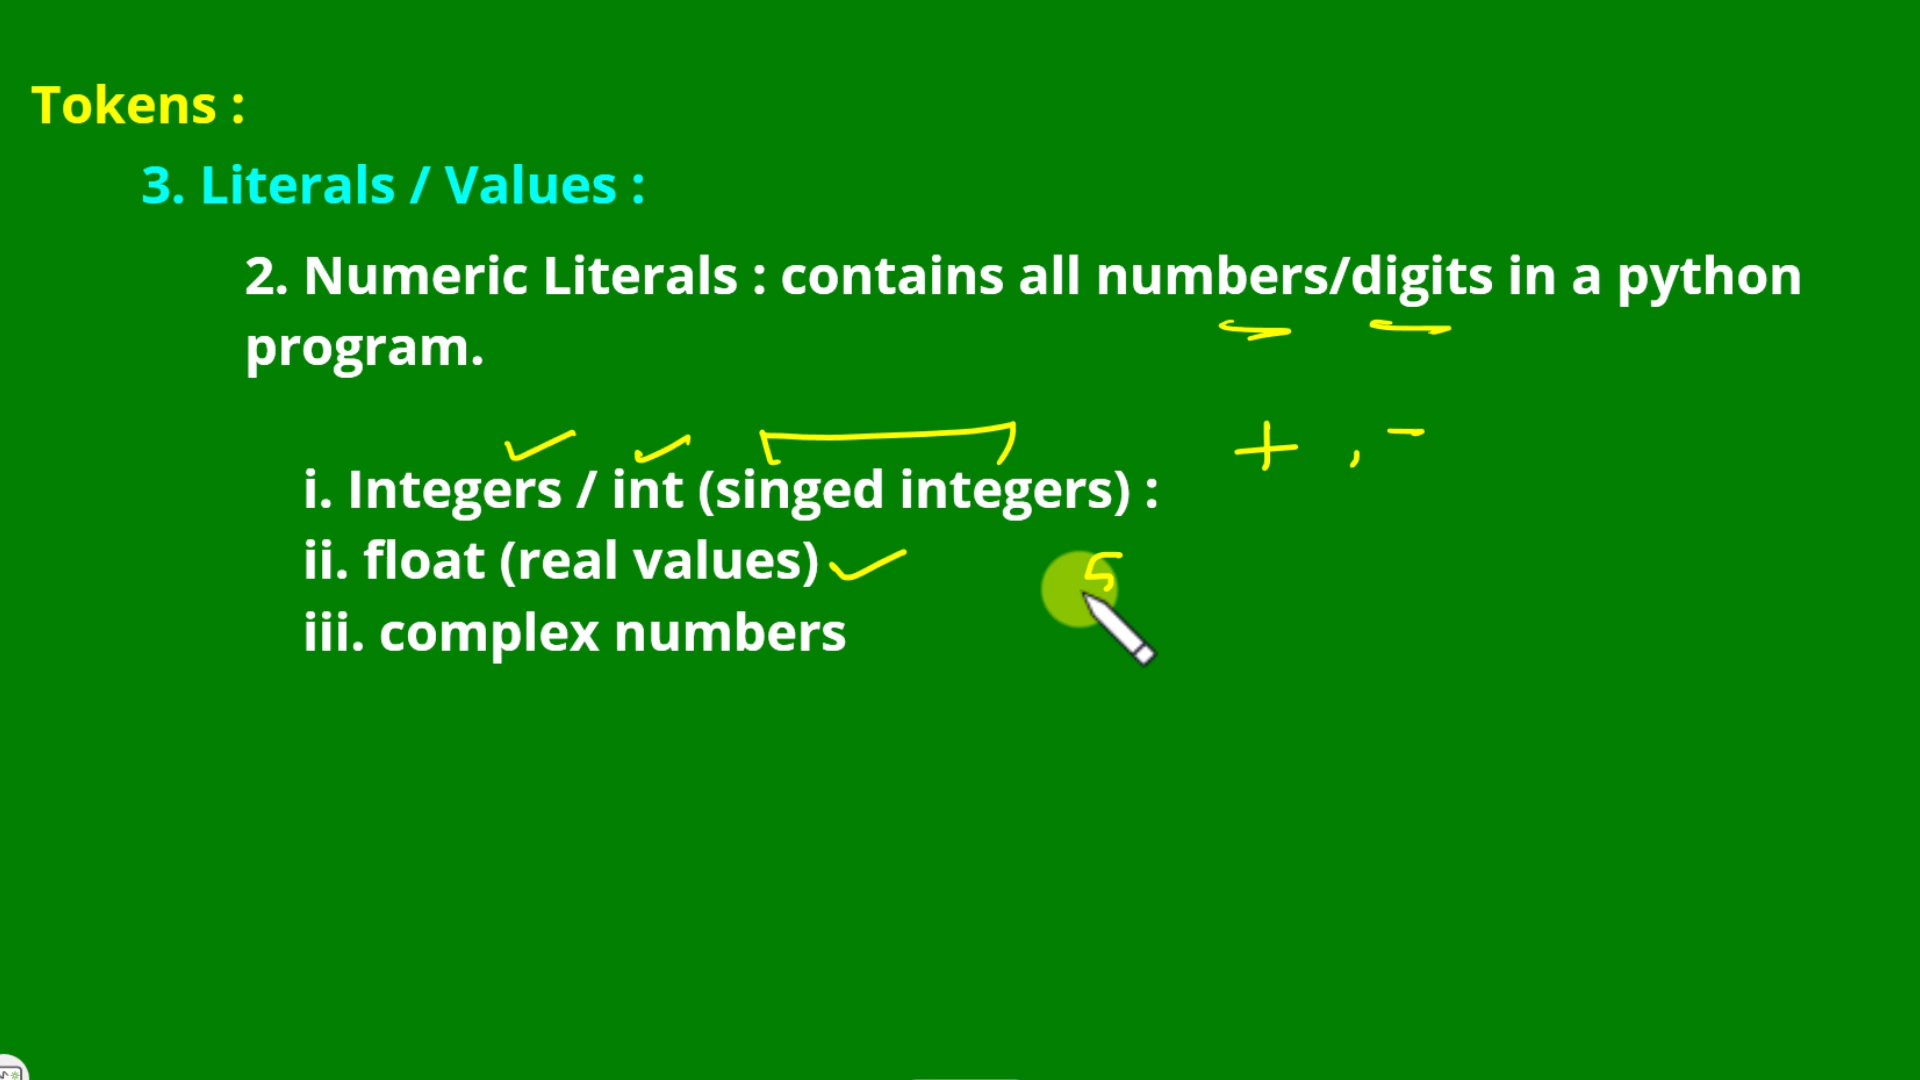 Tokens :
3. Literals / Values :
2. Numeric Literals : contains all numbers/digits in a python
program.
+ , -
i. Integers / int (singed integers) :
ii. float (real values)
5
iii. complex numbers